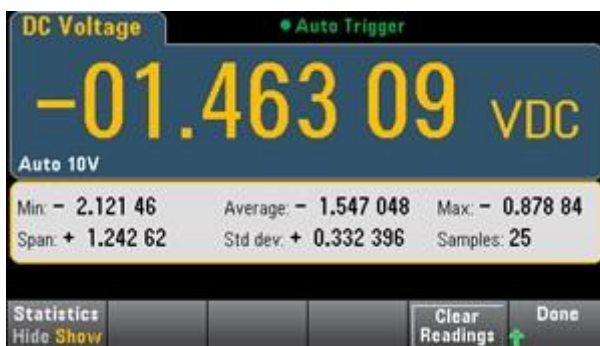 DC Voltage ● Auto Trigger
−01.463 09 VDC
Auto 10V
Min: − 2.121 46 Average: − 1.547 048 Max: − 0.878 84
Span: + 1.242 62 Std dev: + 0.332 396 Samples: 25
Statistics Clear Done
Hide Show Readings